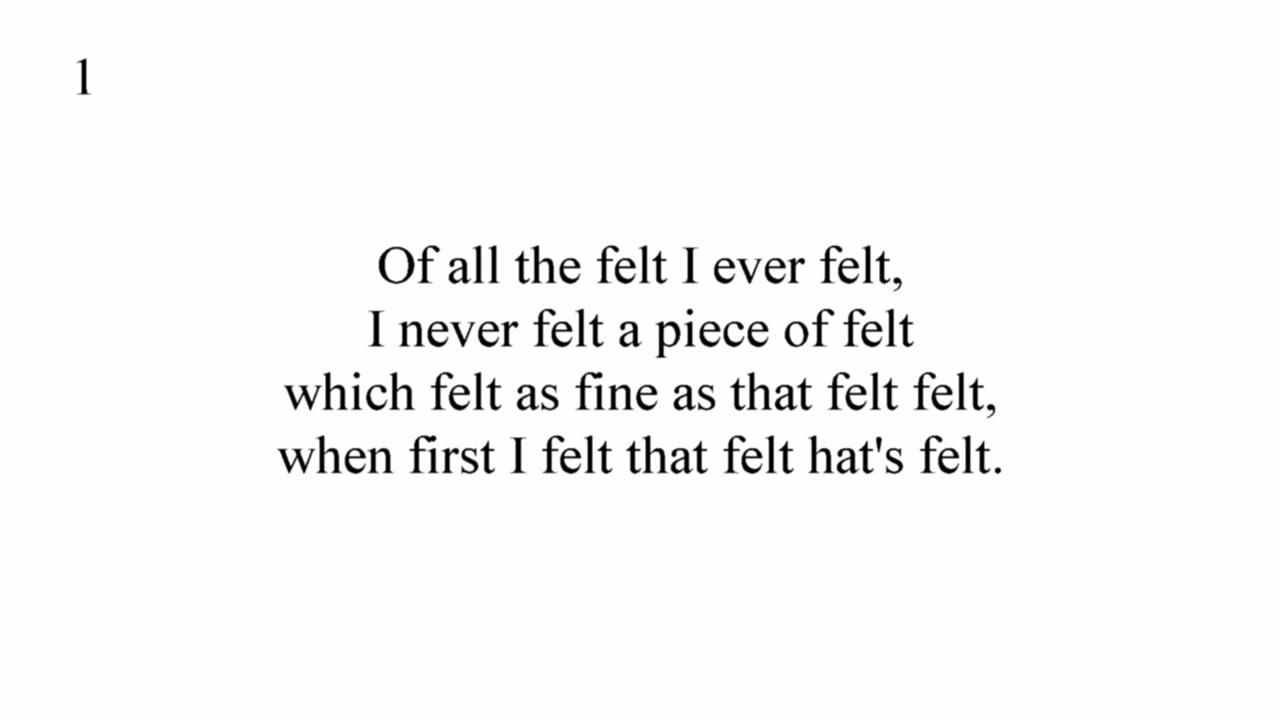 1
Of all the felt I ever felt,
I never felt a piece of felt
which felt as fine as that felt felt,
when first I felt that felt hat's felt.